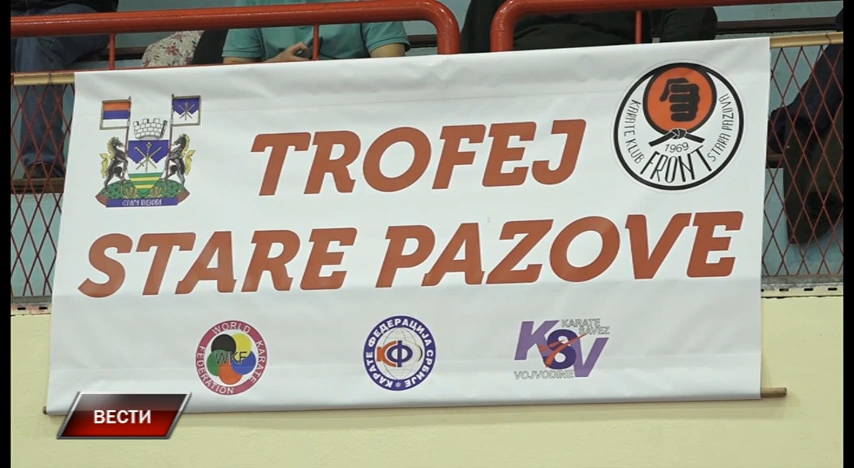 TROFEJ
STARE PAZOVE
KARATE KLUB
FRONT
STARA PAZOVA
1969
WORLD KARATE FEDERATION
WKF
КАРАТЕ ФЕДЕРАЦИЈА СРБИЈЕ
КФ
KARATE
SAVEZ
KSV
VOJVODINE
ВЕСТИ